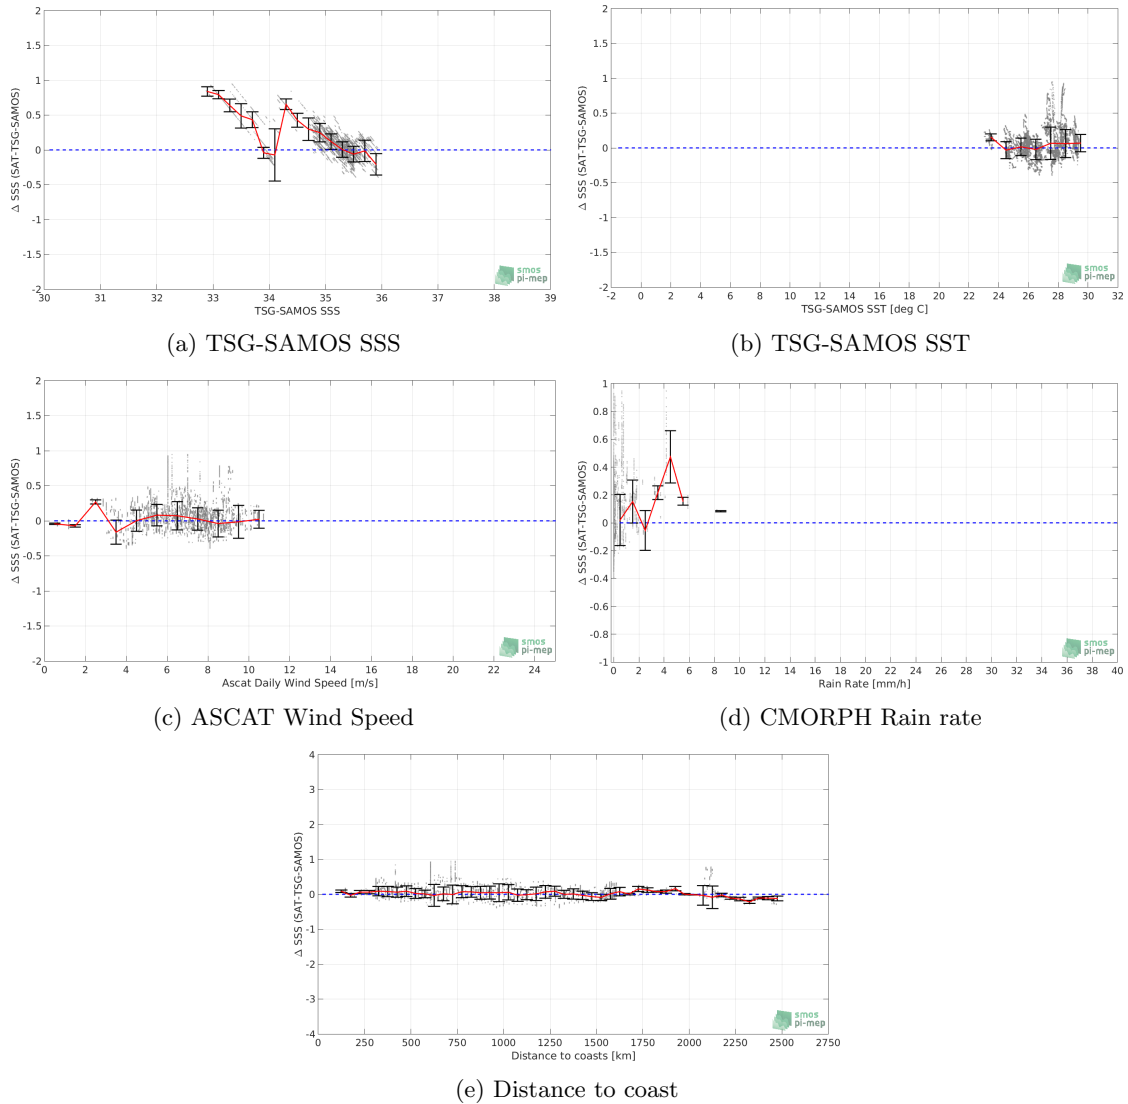 2
1.5
1
0.5
0
-0.5
-1
-1.5
-2
Δ SSS (SAT-TSG-SAMOS)
30 31 32 33 34 35 36 37 38 39
TSG-SAMOS SSS
smos
pi-mep
(a) TSG-SAMOS SSS
2
1.5
1
0.5
0
-0.5
-1
-1.5
-2
Δ SSS (SAT-TSG-SAMOS)
-2 0 2 4 6 8 10 12 14 16 18 20 22 24 26 28 30 32
TSG-SAMOS SST [deg C]
smos
pi-mep
(b) TSG-SAMOS SST
2
1.5
1
0.5
0
-0.5
-1
-1.5
-2
Δ SSS (SAT-TSG-SAMOS)
0 2 4 6 8 10 12 14 16 18 20 22 24
Ascat Daily Wind Speed [m/s]
smos
pi-mep
(c) ASCAT Wind Speed
1
0.8
0.6
0.4
0.2
0
-0.2
-0.4
-0.6
-0.8
-1
Δ SSS (SAT-TSG-SAMOS)
0 2 4 6 8 10 12 14 16 18 20 22 24 26 28 30 32 34 36 38 40
Rain Rate [mm/h]
smos
pi-mep
(d) CMORPH Rain rate
4
3
2
1
0
-1
-2
-3
-4
Δ SSS (SAT-TSG-SAMOS)
0 250 500 750 1000 1250 1500 1750 2000 2250 2500 2750
Distance to coasts [km]
smos
pi-mep
(e) Distance to coast